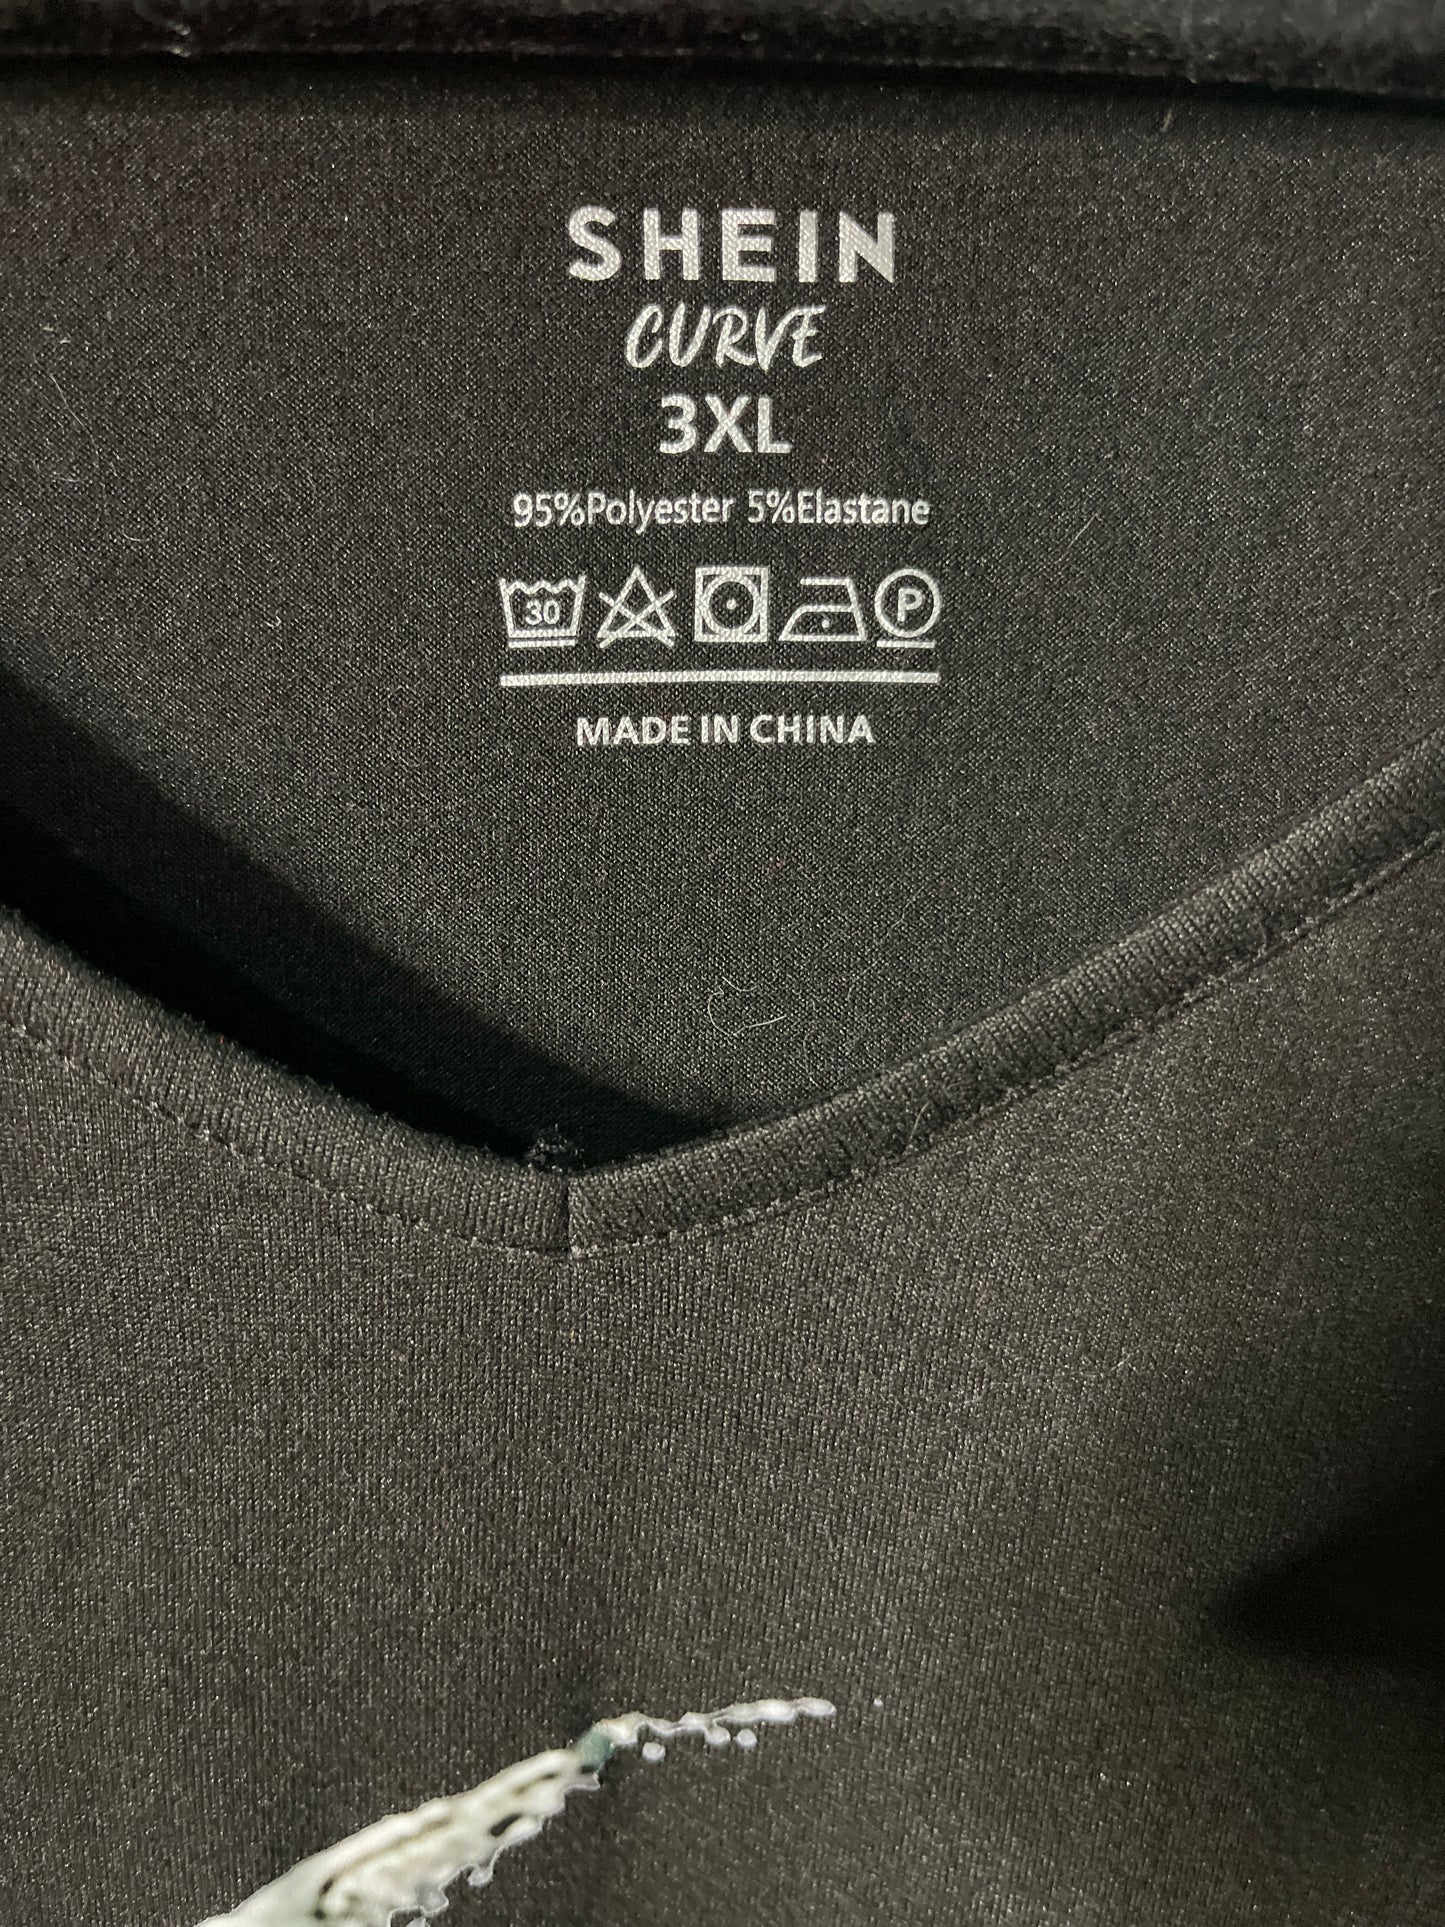 SHEIN
CURVE
3XL
95%Polyester 5%Elastane
30 P
MADE IN CHINA